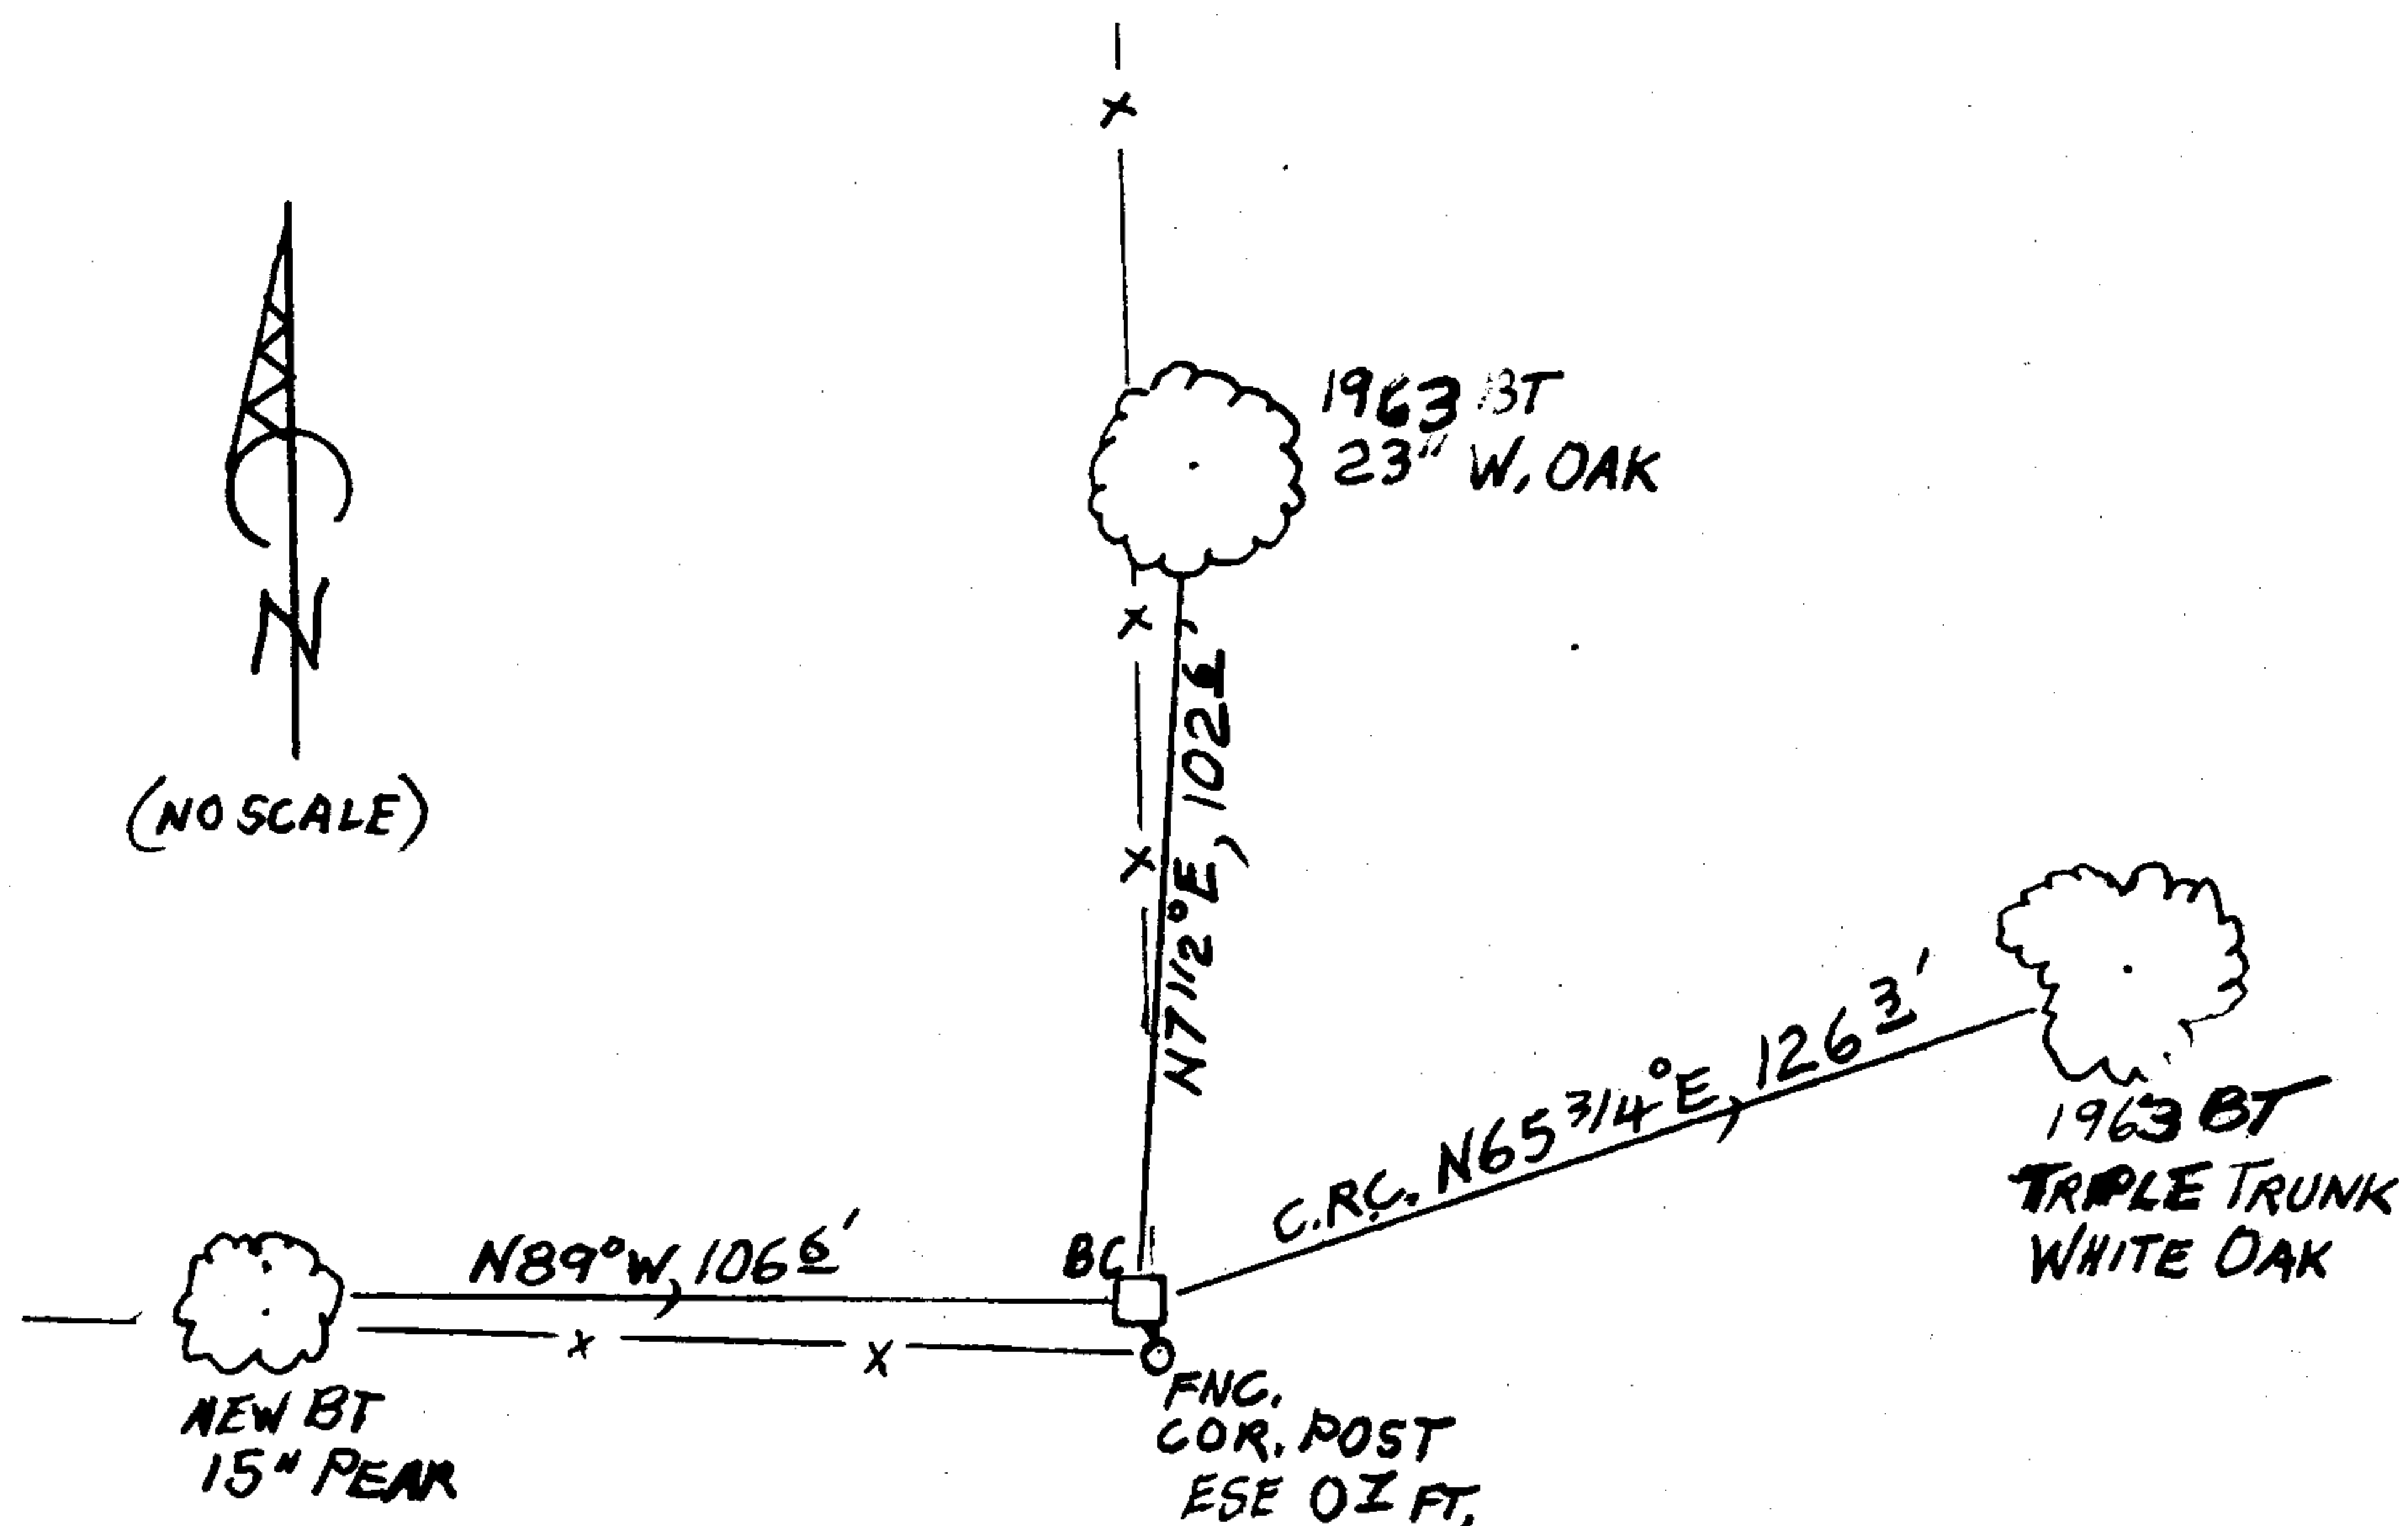 1963 BT
23" W. OAK
N
(NO SCALE)
N7 1/2°E, 102 6'
C.R.C. N65 3/4°E, 126 3'
1963 BT
TRIPLE TRUNK
WHITE OAK
N89°W, 106 6'
BC
NEW BT
15" PEAR
FNC.
COR. POST
ESE 0 FT.